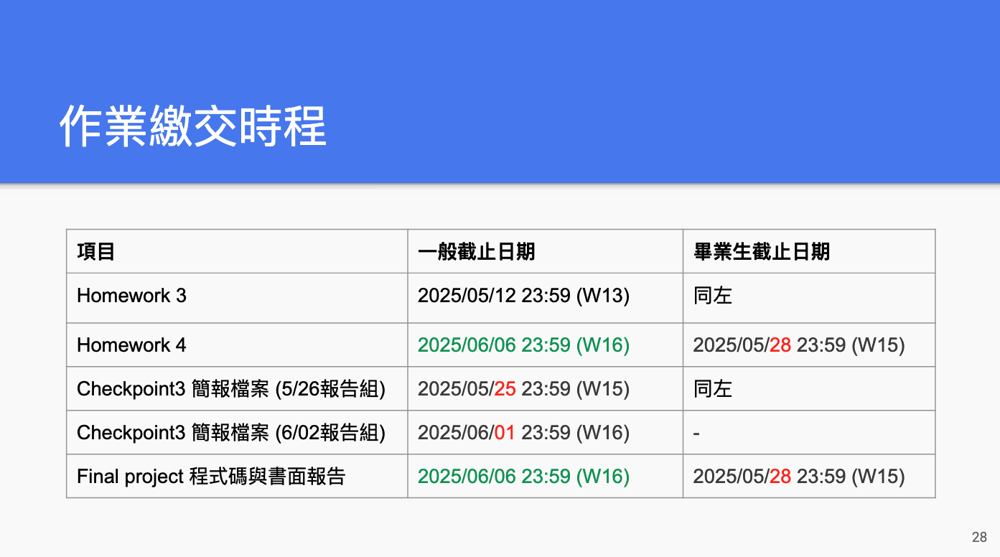 作業繳交時程
項目 一般截止日期 畢業生截止日期
Homework 3 2025/05/12 23:59 (W13) 同左
Homework 4 2025/06/06 23:59 (W16) 2025/05/28 23:59 (W15)
Checkpoint3 簡報檔案 (5/26報告組) 2025/05/25 23:59 (W15) 同左
Checkpoint3 簡報檔案 (6/02報告組) 2025/06/01 23:59 (W16) -
Final project 程式碼與書面報告 2025/06/06 23:59 (W16) 2025/05/28 23:59 (W15)
28